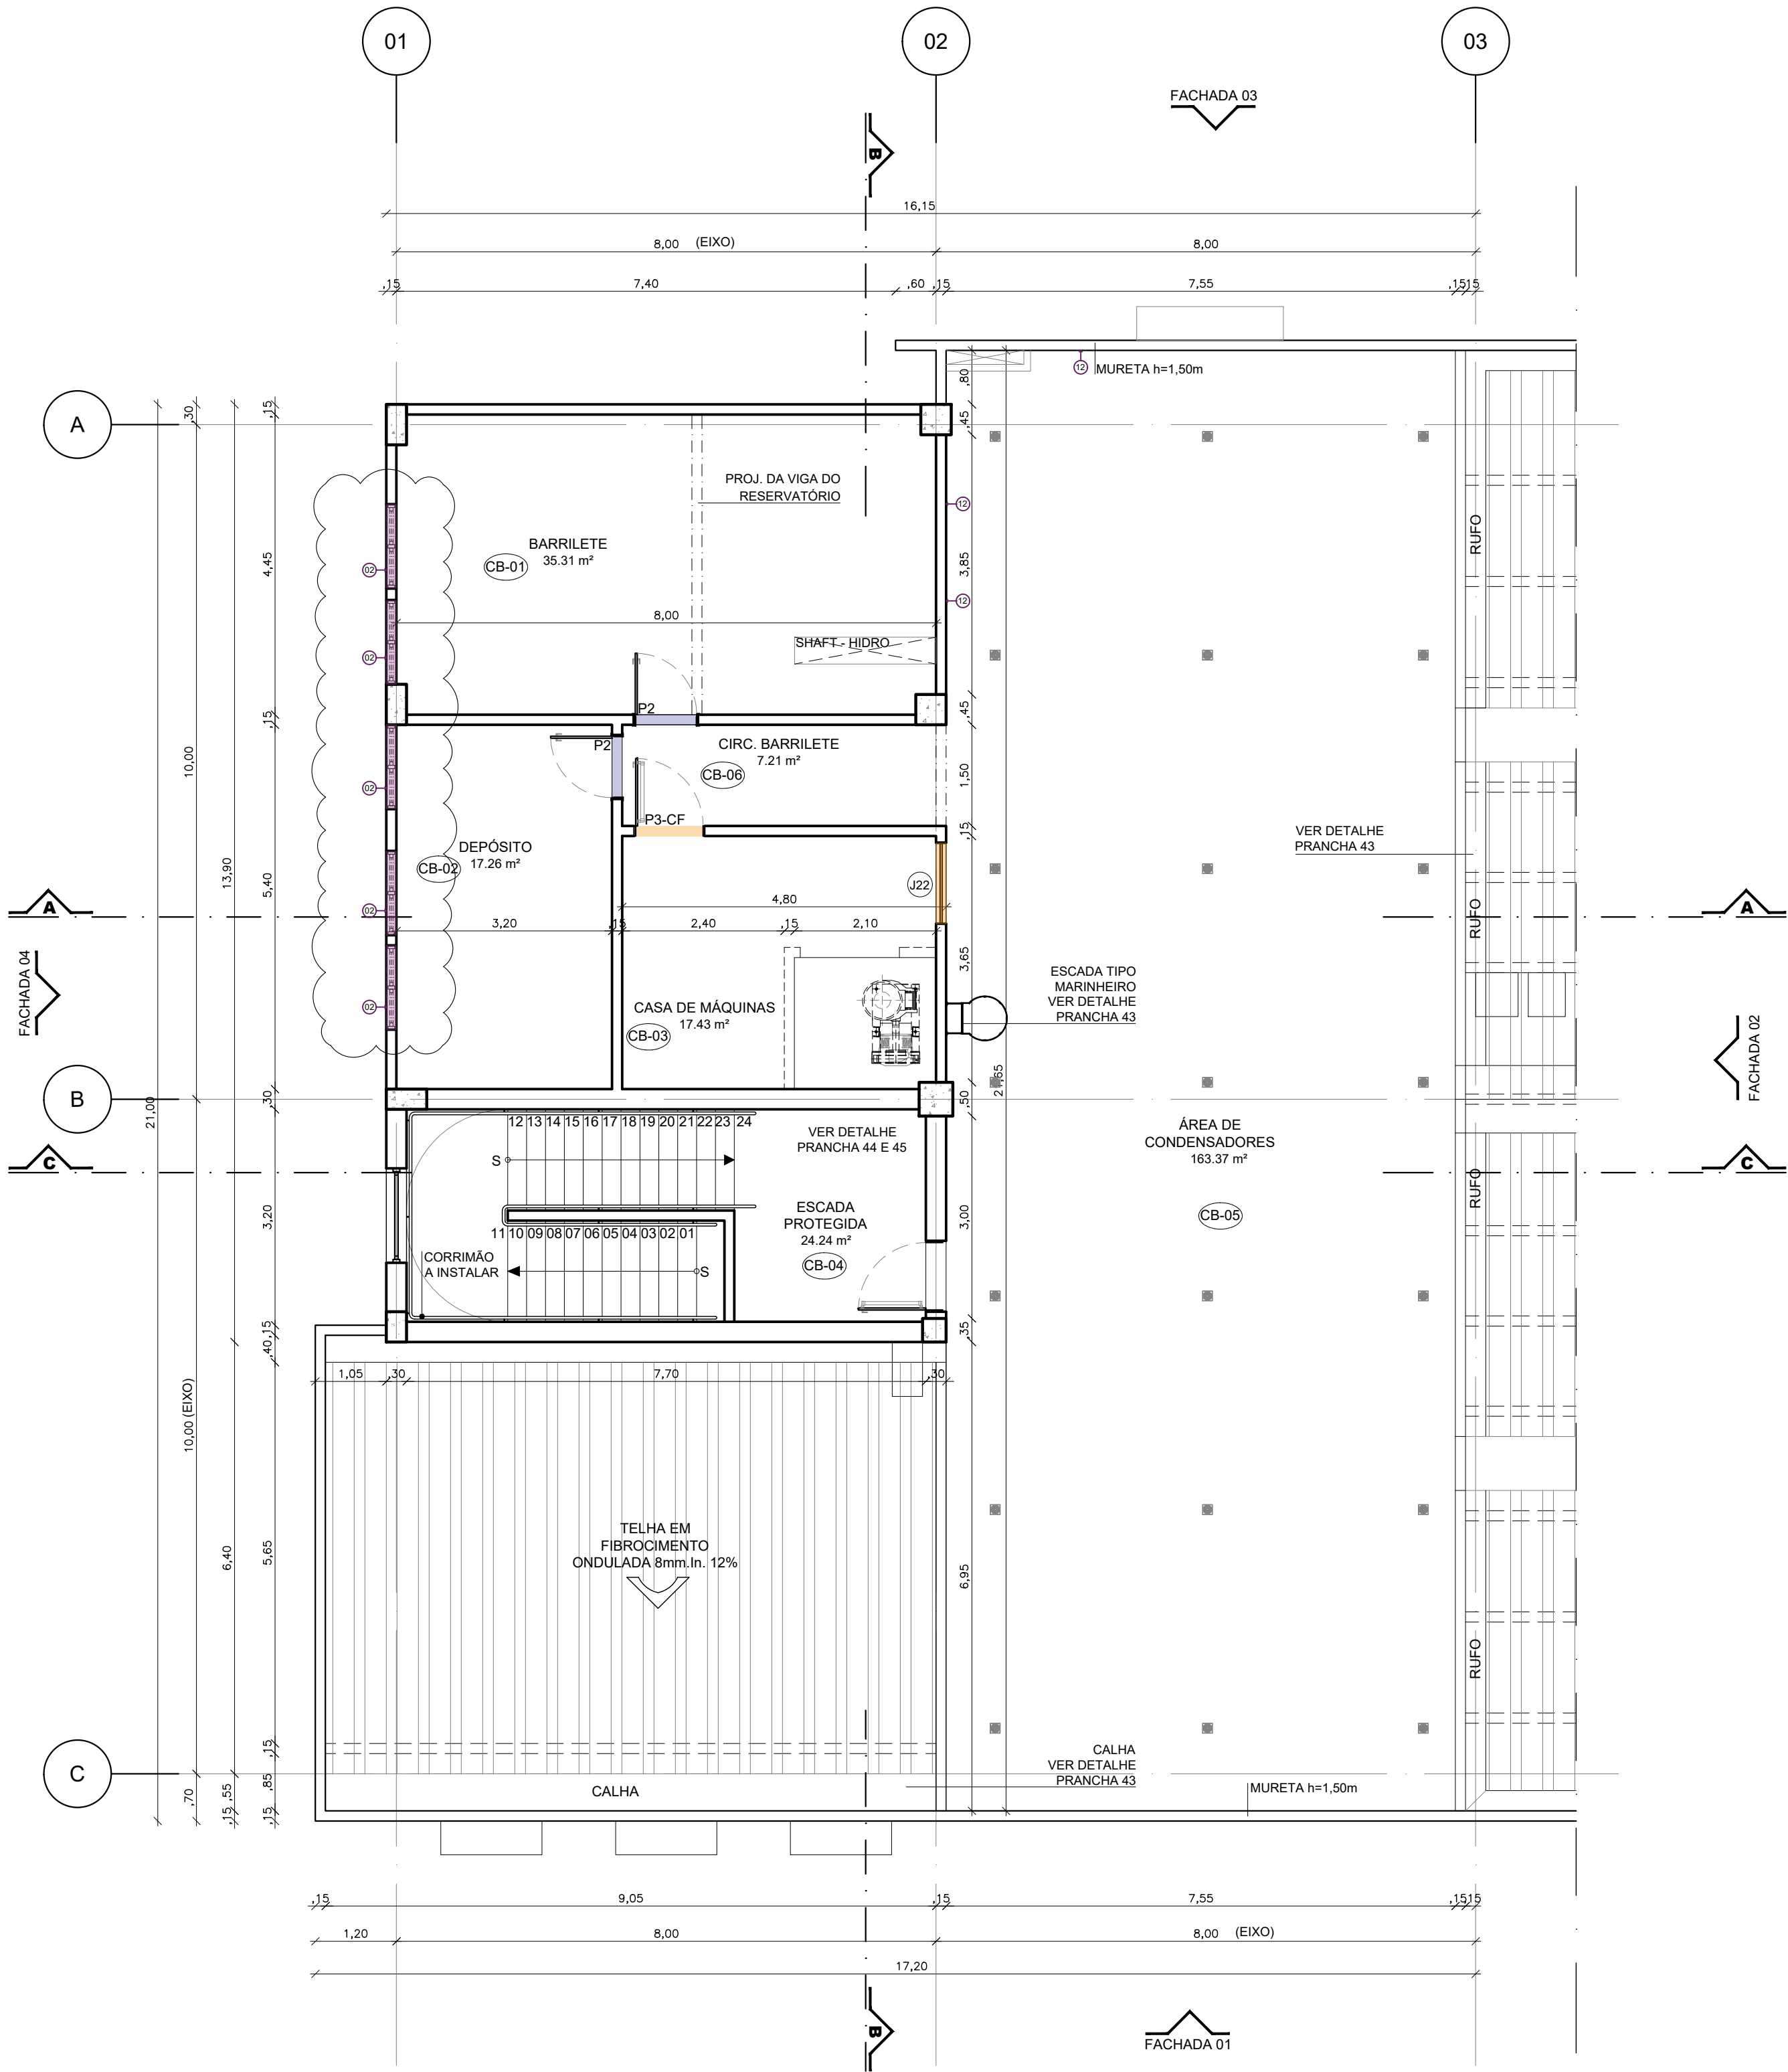 01
02
03
FACHADA 03
B
16,15
8,00 (EIXO)
8,00
,15
7,40
,60
,15
7,55
,15
15
A
,30
,15
,80
12
MURETA h=1,50m
,45
PROJ. DA VIGA DO
RESERVATÓRIO
12
RUFO
BARRILETE
35.31 m²
CB-01
02
4,45
3,85
12
8,00
SHAFT - HIDRO
02
P2
,15
,45
10,00
P2
CIRC. BARRILETE
7.21 m²
CB-06
1,50
02
P3-CF
,15
VER DETALHE
PRANCHA 43
DEPÓSITO
17.26 m²
CB-02
13,90
5,40
J22
4,80
A
02
RUFO
A
3,20
,15
2,40
,15
2,10
3,65
FACHADA 04
ESCADA TIPO
MARINHEIRO
VER DETALHE
PRANCHA 43
CASA DE MÁQUINAS
17.43 m²
CB-03
02
FACHADA 02
B
21,00
,30
,50
ÁREA DE
CONDENSADORES
163.37 m²
CB-05
12 13 14 15 16 17 18 19 20 21 22 23 24
VER DETALHE
PRANCHA 44 E 45
S
C
C
RUFO
3,20
ESCADA
PROTEGIDA
24.24 m²
CB-04
3,00
11 10 09 08 07 06 05 04 03 02 01
CORRIMÃO
A INSTALAR
S
,15
,40
,35
1,05
,30
7,70
,30
10,00 (EIXO)
TELHA EM
FIBROCIMENTO
ONDULADA 8mm.In. 12%
6,40
5,65
6,95
RUFO
C
,15
CALHA
VER DETALHE
PRANCHA 43
CALHA
MURETA h=1,50m
,70
,55
,15
,85
,15
,15
9,05
,15
7,55
,15
15
1,20
8,00
8,00 (EIXO)
17,20
B
FACHADA 01